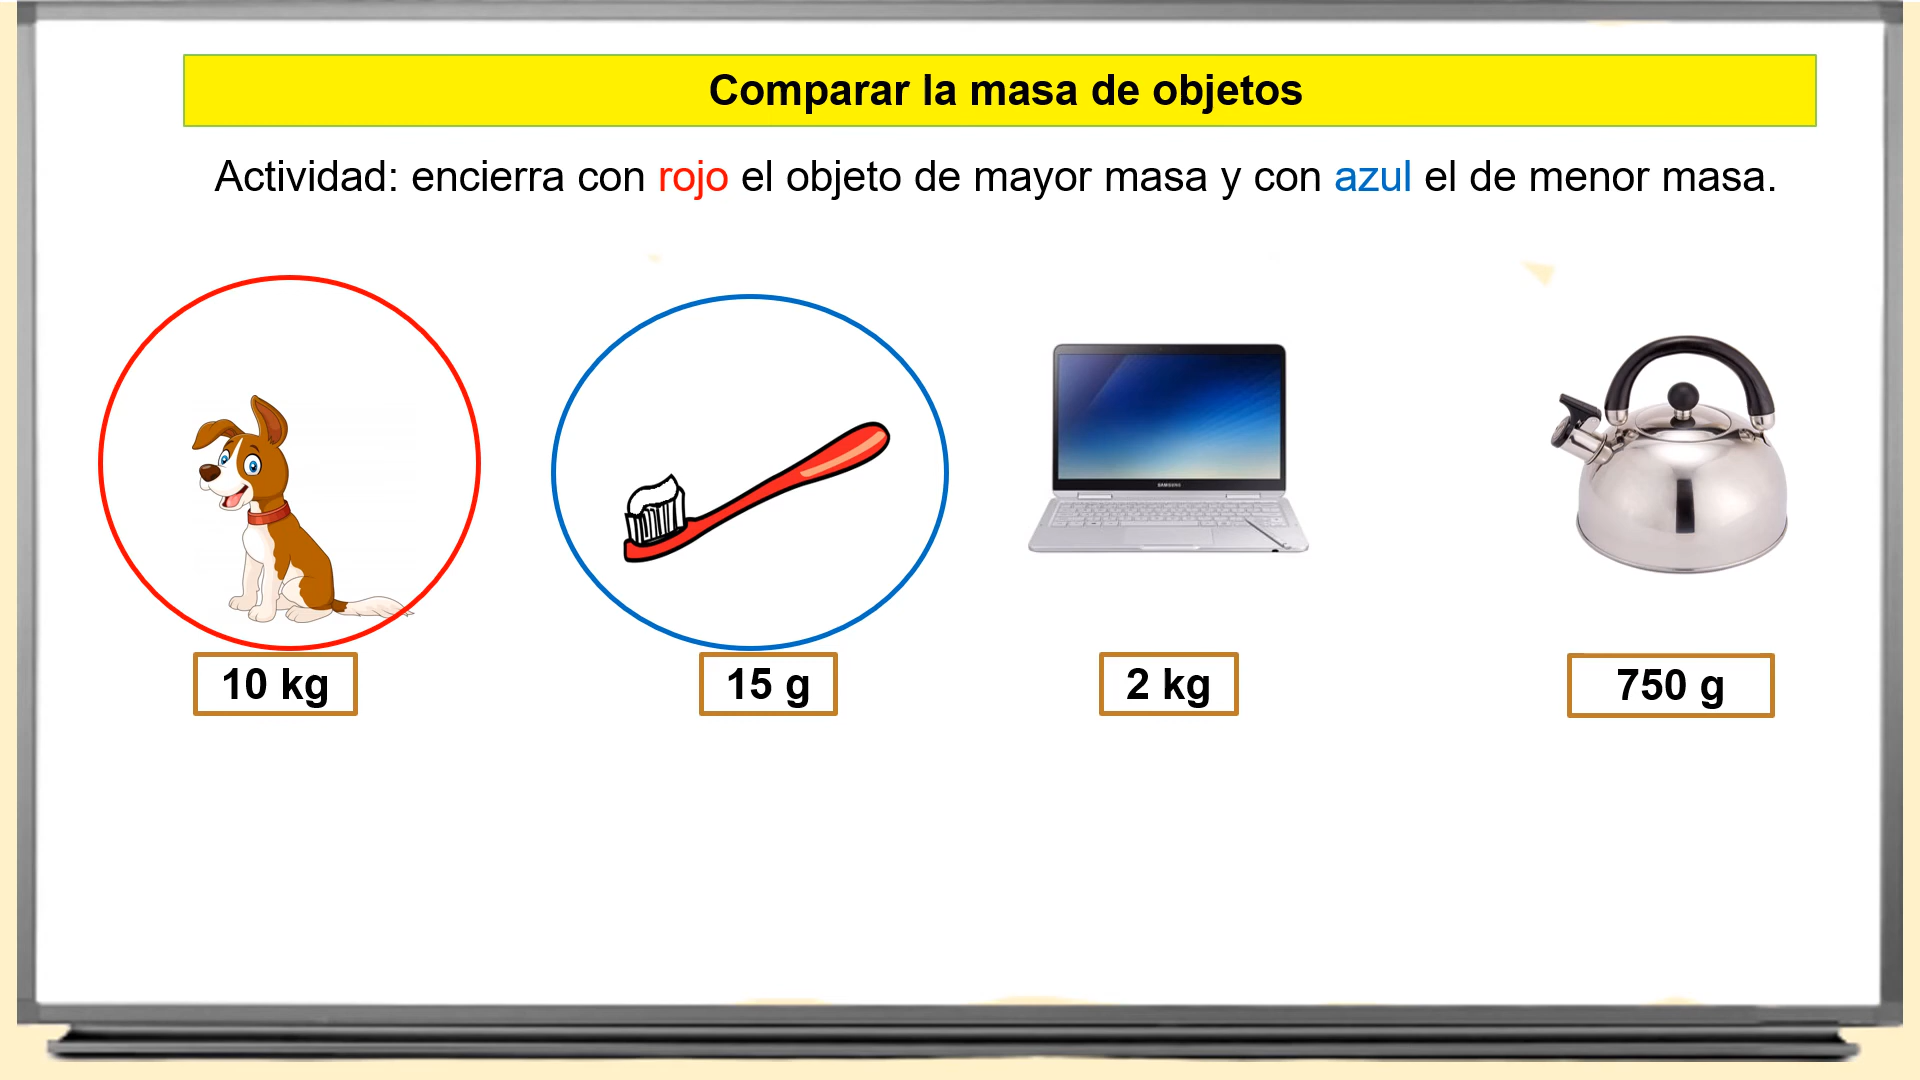 Comparar la masa de objetos
Actividad: encierra con rojo el objeto de mayor masa y con azul el de menor masa.
SAMSUNG
10 kg
15 g
2 kg
750 g